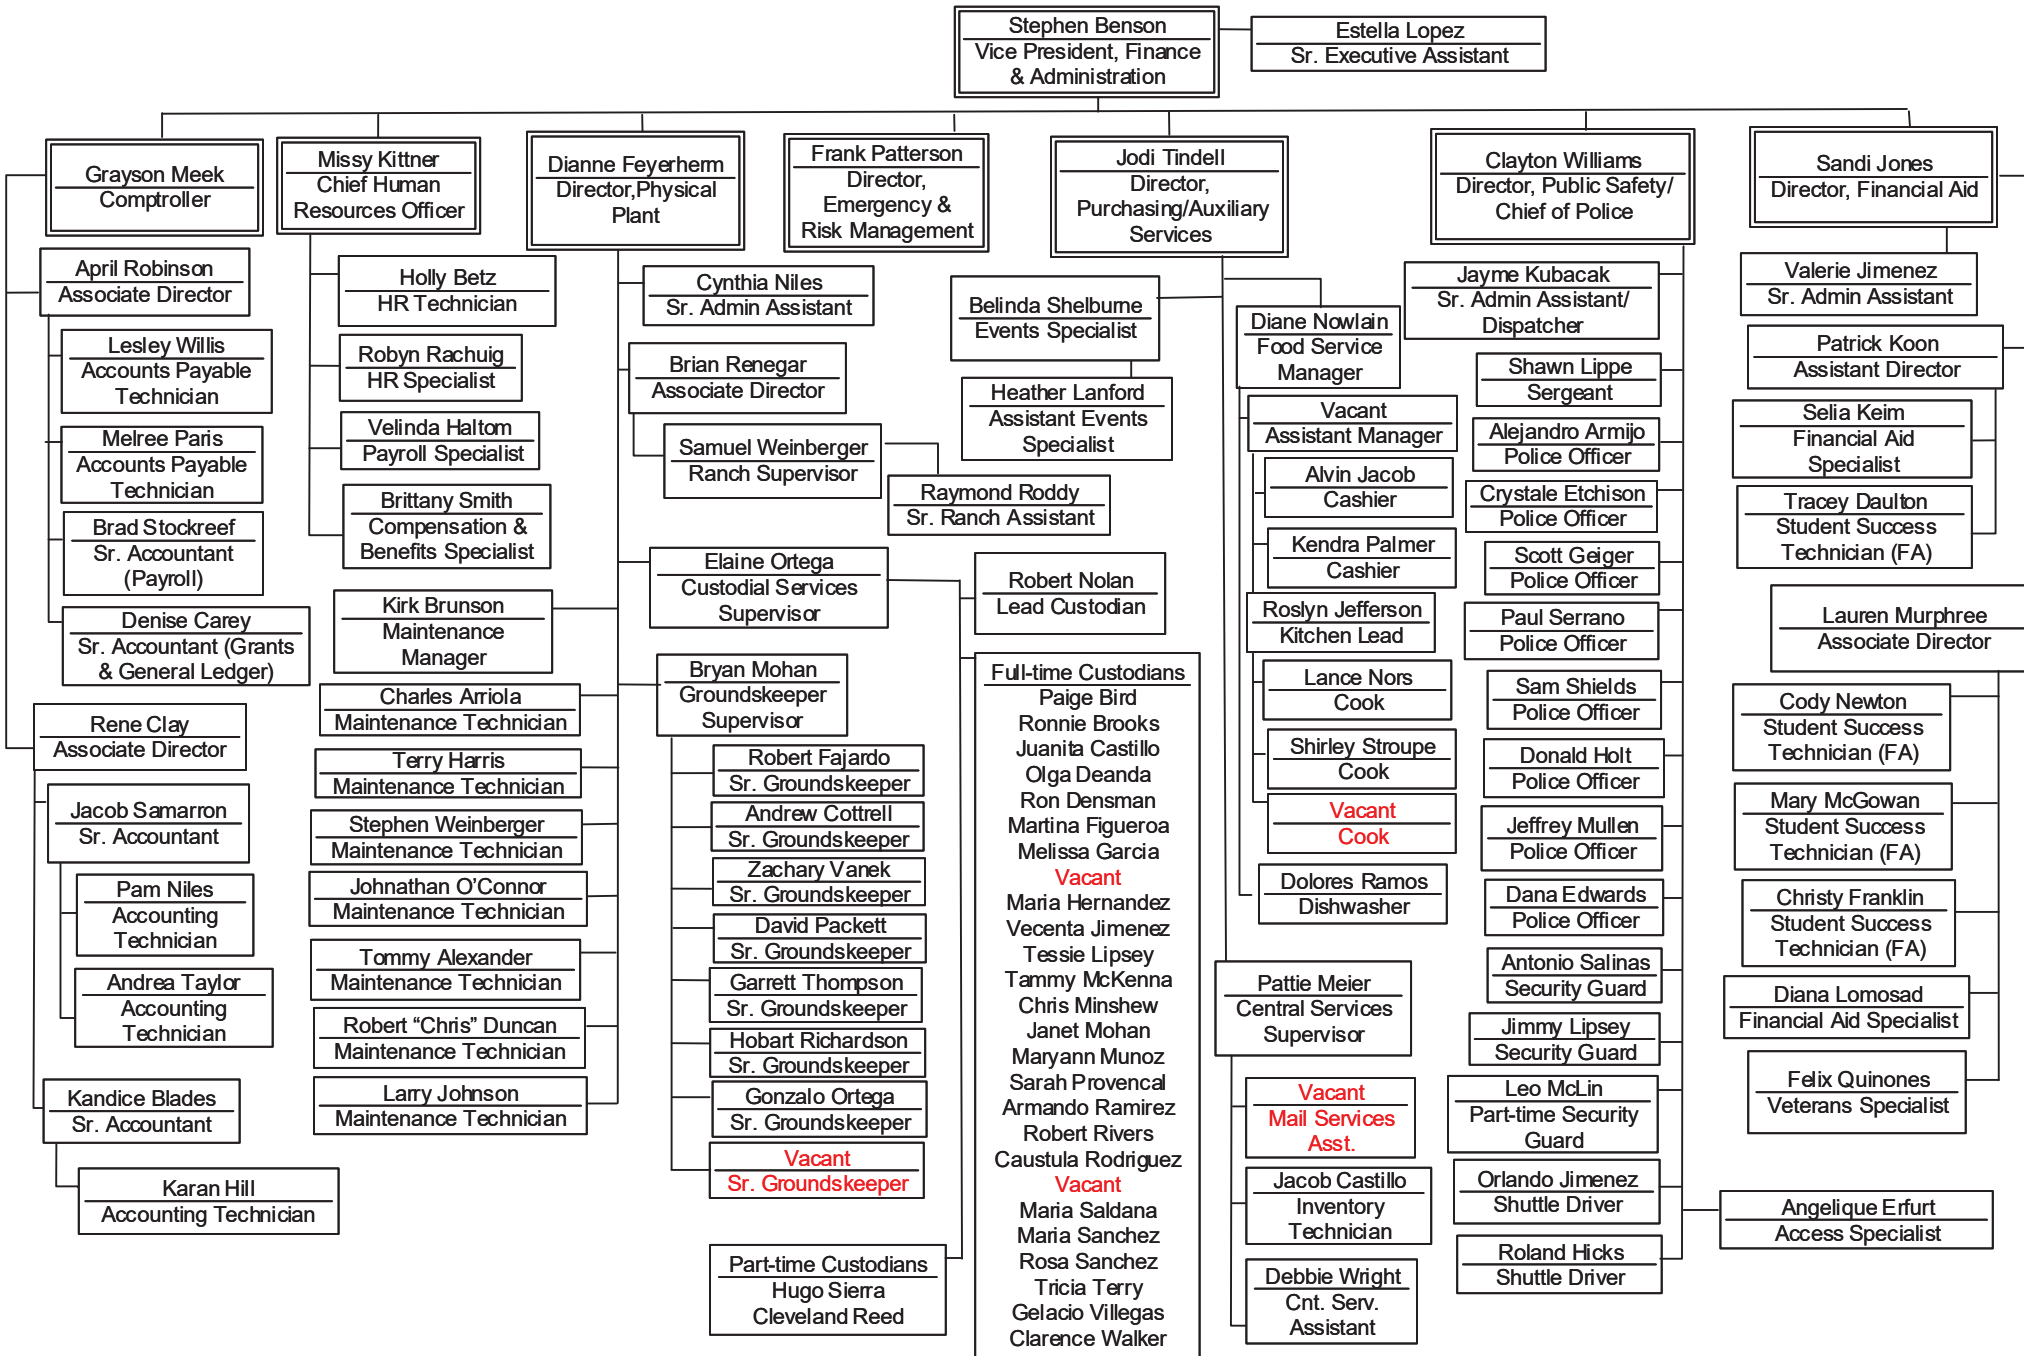 Stephen Benson
Vice President, Finance
& Administration
Estella Lopez
Sr. Executive Assistant
Grayson Meek
Comptroller
April Robinson
Associate Director
Lesley Willis
Accounts Payable
Technician
Melree Paris
Accounts Payable
Technician
Brad Stockreef
Sr. Accountant
(Payroll)
Denise Carey
Sr. Accountant (Grants
& General Ledger)
Rene Clay
Associate Director
Jacob Samarron
Sr. Accountant
Pam Niles
Accounting
Technician
Andrea Taylor
Accounting
Technician
Kandice Blades
Sr. Accountant
Karan Hill
Accounting Technician
Missy Kittner
Chief Human
Resources Officer
Holly Betz
HR Technician
Robyn Rachuig
HR Specialist
Velinda Haltom
Payroll Specialist
Brittany Smith
Compensation &
Benefits Specialist
Dianne Feyerherm
Director,Physical
Plant
Cynthia Niles
Sr. Admin Assistant
Brian Renegar
Associate Director
Samuel Weinberger
Ranch Supervisor
Raymond Roddy
Sr. Ranch Assistant
Elaine Ortega
Custodial Services
Supervisor
Robert Nolan
Lead Custodian
Full-time Custodians
Paige Bird
Ronnie Brooks
Juanita Castillo
Olga Deanda
Ron Densman
Martina Figueroa
Melissa Garcia
Vacant
Maria Hernandez
Vecenta Jimenez
Tessie Lipsey
Tammy McKenna
Chris Minshew
Janet Mohan
Maryann Munoz
Sarah Provencal
Armando Ramirez
Robert Rivers
Caustula Rodriguez
Vacant
Maria Saldana
Maria Sanchez
Rosa Sanchez
Tricia Terry
Gelacio Villegas
Clarence Walker
Part-time Custodians
Hugo Sierra
Cleveland Reed
Kirk Brunson
Maintenance
Manager
Charles Arriola
Maintenance Technician
Terry Harris
Maintenance Technician
Stephen Weinberger
Maintenance Technician
Johnathan O’Connor
Maintenance Technician
Tommy Alexander
Maintenance Technician
Robert “Chris” Duncan
Maintenance Technician
Larry Johnson
Maintenance Technician
Bryan Mohan
Groundskeeper
Supervisor
Robert Fajardo
Sr. Groundskeeper
Andrew Cottrell
Sr. Groundskeeper
Zachary Vanek
Sr. Groundskeeper
David Packett
Sr. Groundskeeper
Garrett Thompson
Sr. Groundskeeper
Hobart Richardson
Sr. Groundskeeper
Gonzalo Ortega
Sr. Groundskeeper
Vacant
Sr. Groundskeeper
Frank Patterson
Director,
Emergency &
Risk Management
Jodi Tindell
Director,
Purchasing/Auxiliary
Services
Belinda Shelburne
Events Specialist
Heather Lanford
Assistant Events
Specialist
Diane Nowlain
Food Service
Manager
Vacant
Assistant Manager
Alvin Jacob
Cashier
Kendra Palmer
Cashier
Roslyn Jefferson
Kitchen Lead
Lance Nors
Cook
Shirley Stroupe
Cook
Vacant
Cook
Dolores Ramos
Dishwasher
Pattie Meier
Central Services
Supervisor
Vacant
Mail Services
Asst.
Jacob Castillo
Inventory
Technician
Debbie Wright
Cnt. Serv.
Assistant
Clayton Williams
Director, Public Safety/
Chief of Police
Jayme Kubacak
Sr. Admin Assistant/
Dispatcher
Shawn Lippe
Sergeant
Alejandro Armijo
Police Officer
Crystale Etchison
Police Officer
Scott Geiger
Police Officer
Paul Serrano
Police Officer
Sam Shields
Police Officer
Donald Holt
Police Officer
Jeffrey Mullen
Police Officer
Dana Edwards
Police Officer
Antonio Salinas
Security Guard
Jimmy Lipsey
Security Guard
Leo McLin
Part-time Security
Guard
Orlando Jimenez
Shuttle Driver
Roland Hicks
Shuttle Driver
Angelique Erfurt
Access Specialist
Sandi Jones
Director, Financial Aid
Valerie Jimenez
Sr. Admin Assistant
Patrick Koon
Assistant Director
Selia Keim
Financial Aid
Specialist
Tracey Daulton
Student Success
Technician (FA)
Lauren Murphree
Associate Director
Cody Newton
Student Success
Technician (FA)
Mary McGowan
Student Success
Technician (FA)
Christy Franklin
Student Success
Technician (FA)
Diana Lomosad
Financial Aid Specialist
Felix Quinones
Veterans Specialist